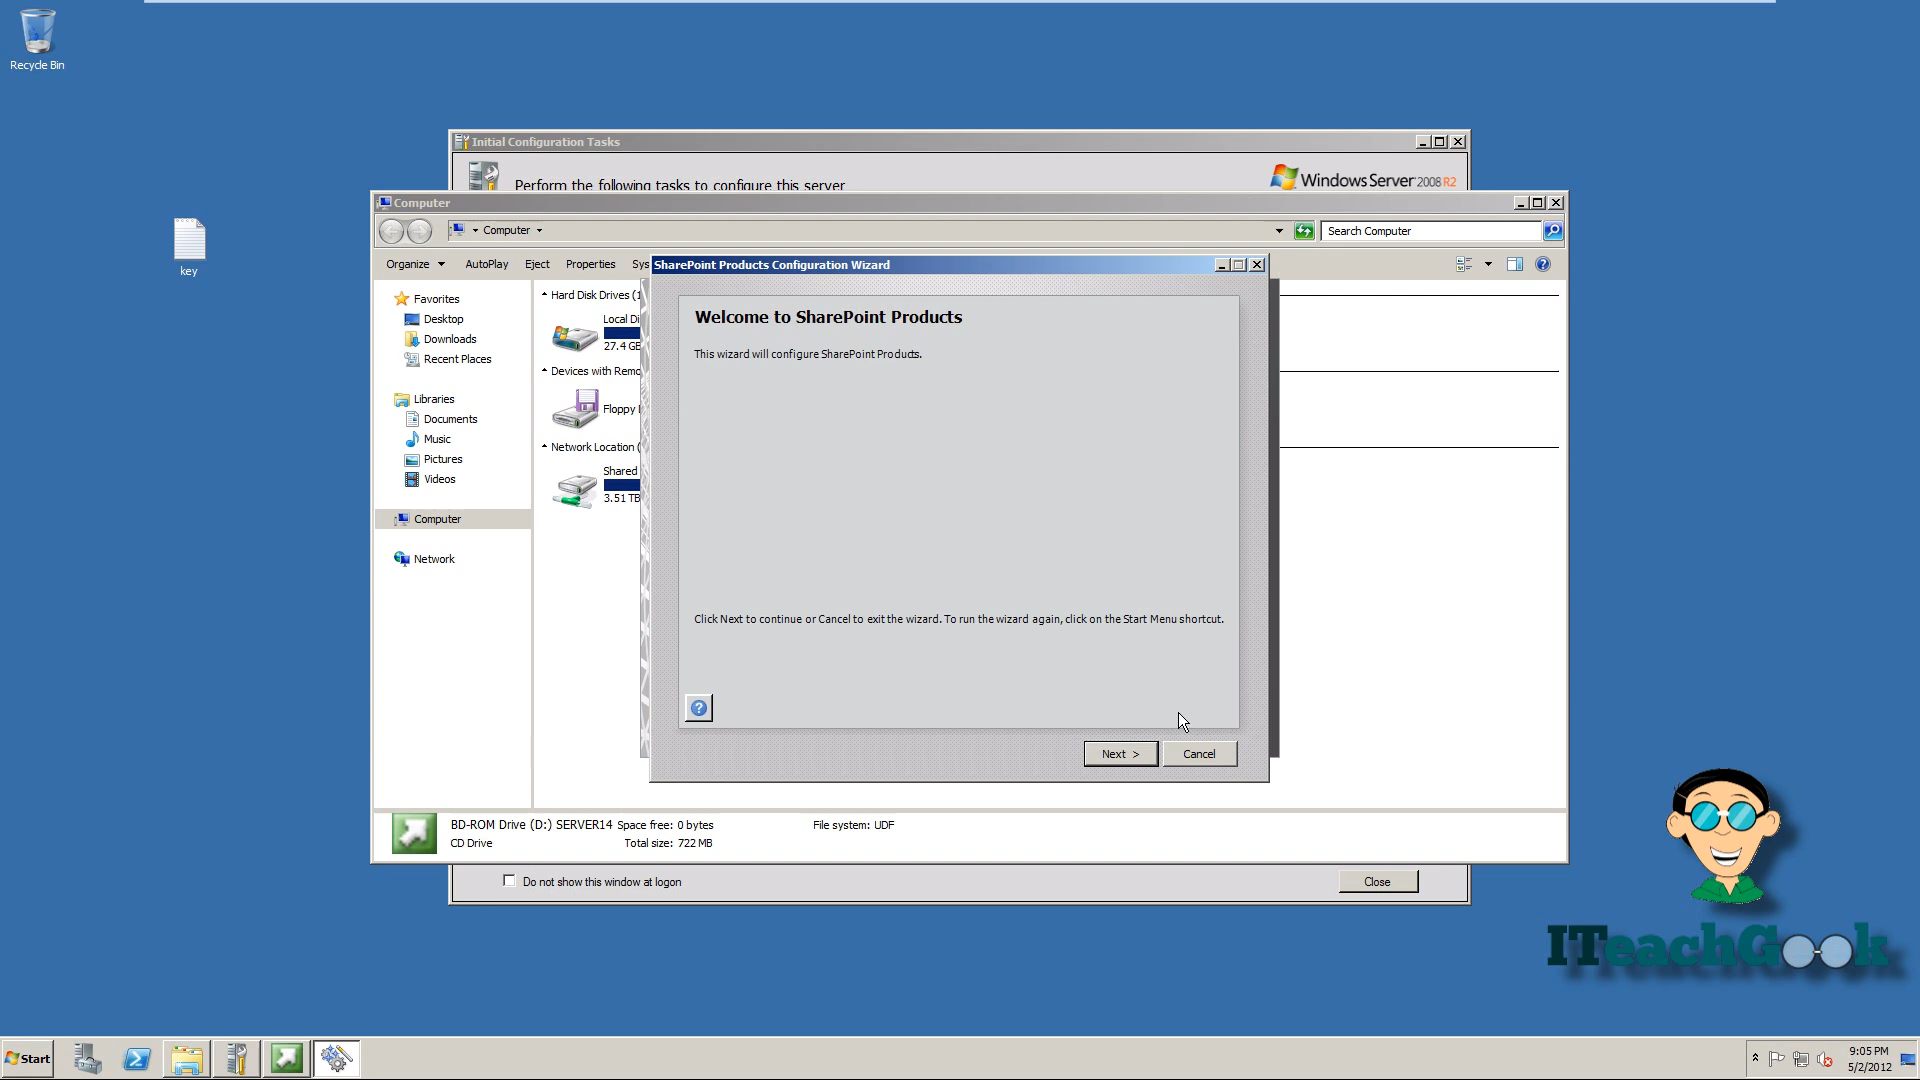 Recycle Bin
key
Initial Configuration Tasks
Perform the following tasks to configure this server
Windows Server 2008 R2
Computer
Computer
Search Computer
Organize
AutoPlay
Eject
Properties
Sys
Favorites
Desktop
Downloads
Recent Places
Libraries
Documents
Music
Pictures
Videos
Computer
Network
Hard Disk Drives (1
Local Di
27.4 GB
Devices with Remo
Floppy
Network Location (
Shared
3.51 TB
SharePoint Products Configuration Wizard
Welcome to SharePoint Products
This wizard will configure SharePoint Products.
Click Next to continue or Cancel to exit the wizard. To run the wizard again, click on the Start Menu shortcut.
Next >
Cancel
BD-ROM Drive (D:) SERVER14 Space free: 0 bytes
File system: UDF
CD Drive
Total size: 722 MB
Do not show this window at logon
Close
ITeachGook
Start
9:05 PM
5/2/2012